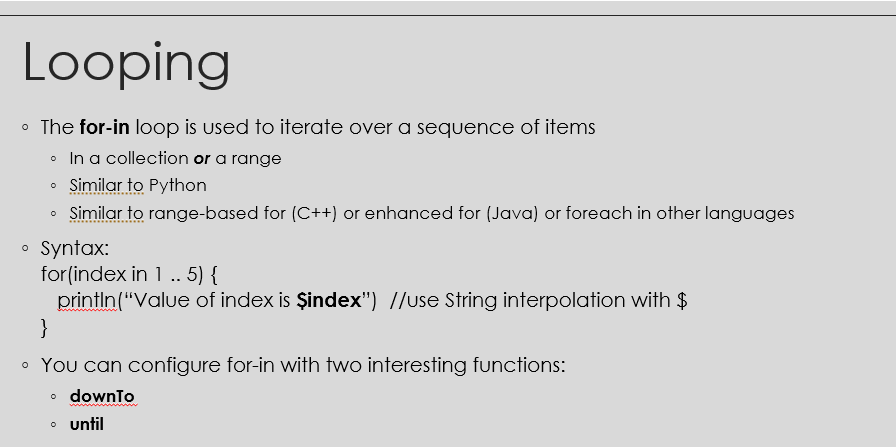 Looping
The for-in loop is used to iterate over a sequence of items
In a collection or a range
Similar to Python
Similar to range-based for (C++) or enhanced for (Java) or foreach in other languages
Syntax:
for(index in 1 .. 5) {
println(“Value of index is $index”) //use String interpolation with $
}
You can configure for-in with two interesting functions:
downTo
until